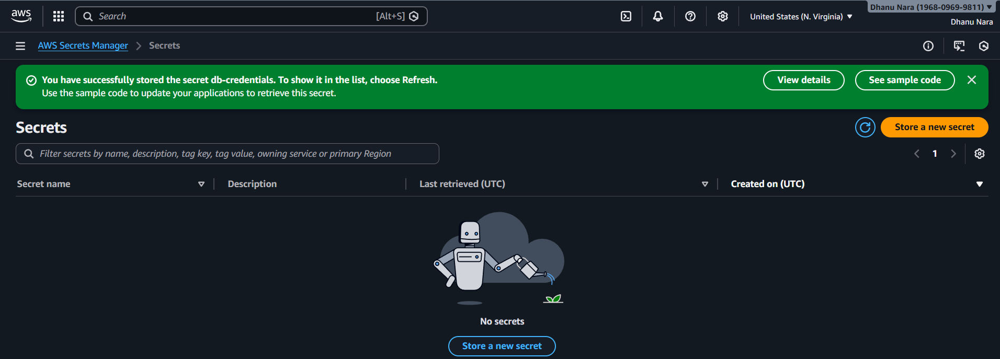 aws
Search
[Alt+S]
United States (N. Virginia)
Dhanu Nara (1968-0969-9811)
Dhanu Nara
AWS Secrets Manager
Secrets
You have successfully stored the secret db-credentials. To show it in the list, choose Refresh.
Use the sample code to update your applications to retrieve this secret.
View details
See sample code
Secrets
Store a new secret
Filter secrets by name, description, tag key, tag value, owning service or primary Region
1
Secret name
Description
Last retrieved (UTC)
Created on (UTC)
No secrets
Store a new secret